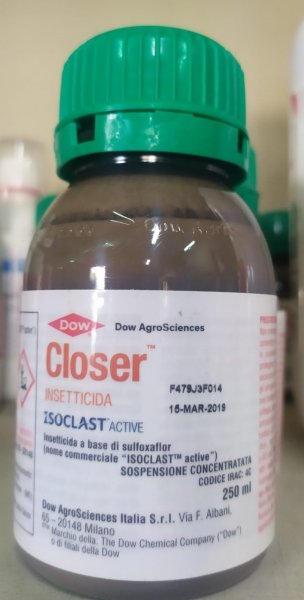 Dow
Dow AgroSciences
Closer™
INSETTICIDA
F479J3F014
15-MAR-2019
ISOCLAST™ ACTIVE
Insetticida a base di sulfoxaflor
(nome commerciale "ISOCLAST™ active")
SOSPENSIONE CONCENTRATA
CODICE IRAC: 4C
250 ml
Dow AgroSciences Italia S.r.l. Via F. Albani,
65 - 20148 Milano
™ Marchio della: The Dow Chemical Company ("Dow")
o di filiali della Dow